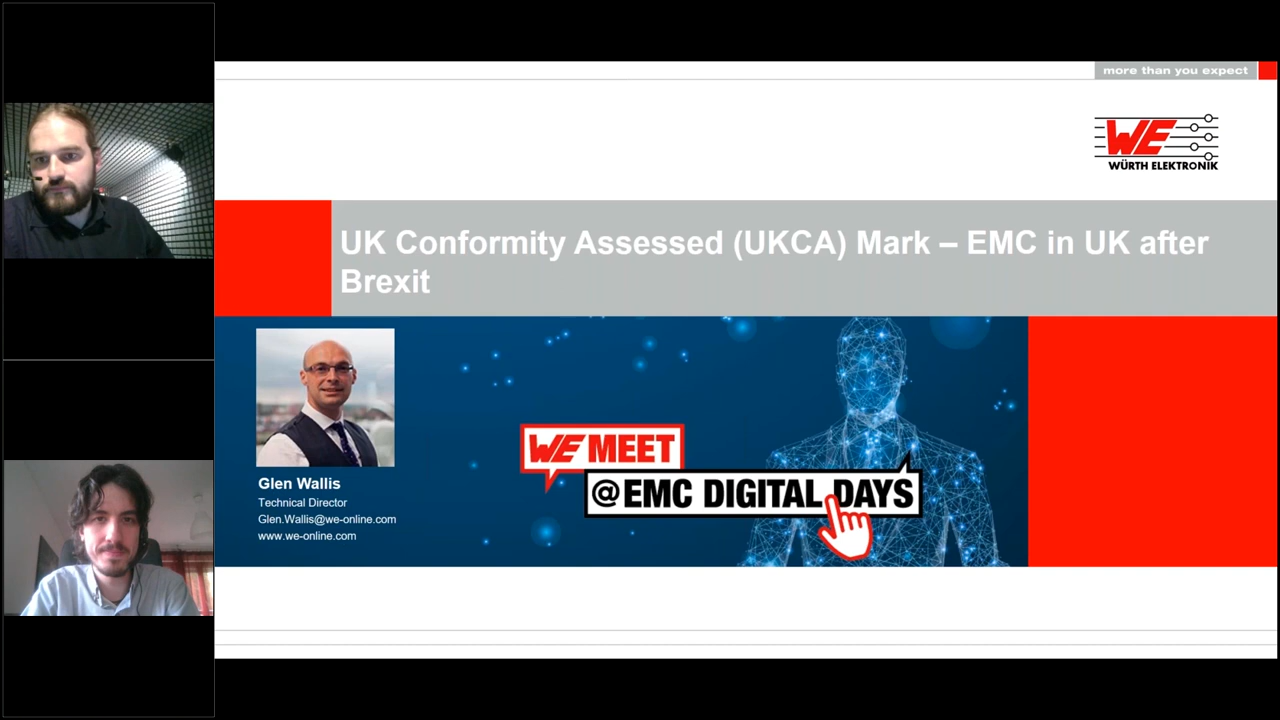 more than you expect
WE
WÜRTH ELEKTRONIK
UK Conformity Assessed (UKCA) Mark – EMC in UK after
Brexit
WE MEET
@EMC DIGITAL DAYS
Glen Wallis
Technical Director
Glen.Wallis@we-online.com
www.we-online.com